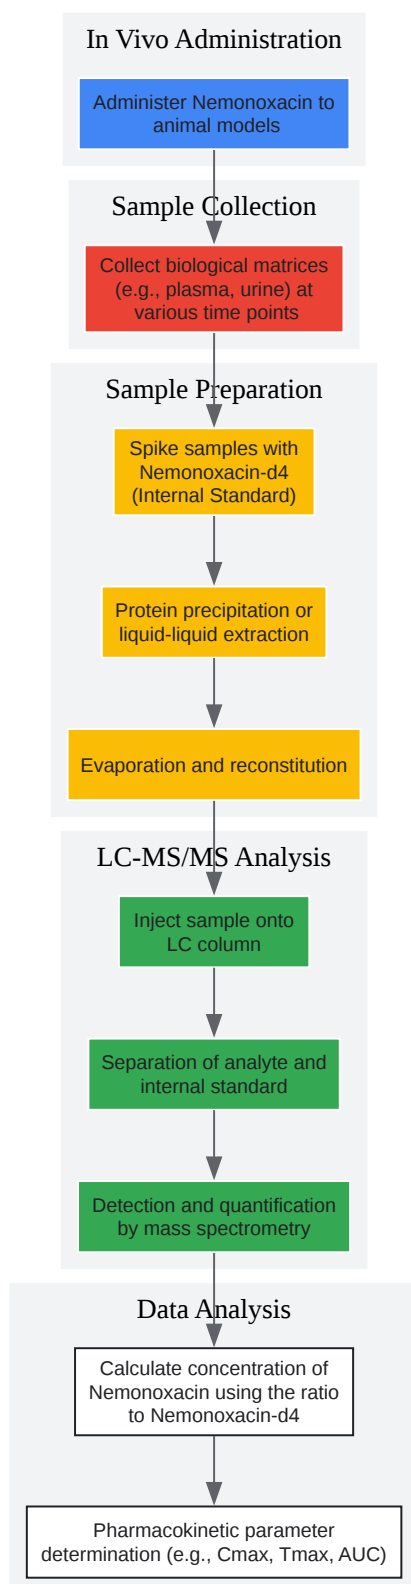 In Vivo Administration
Administer Nemonoxacin to
animal models
Sample Collection
Collect biological matrices
(e.g., plasma, urine) at
various time points
Sample Preparation
Spike samples with
Nemonoxacin-d4
(Internal Standard)
Protein precipitation or
liquid-liquid extraction
Evaporation and reconstitution
LC-MS/MS Analysis
Inject sample onto
LC column
Separation of analyte and
internal standard
Detection and quantification
by mass spectrometry
Data Analysis
Calculate concentration of
Nemonoxacin using the ratio
to Nemonoxacin-d4
Pharmacokinetic parameter
determination (e.g., Cmax, Tmax, AUC)